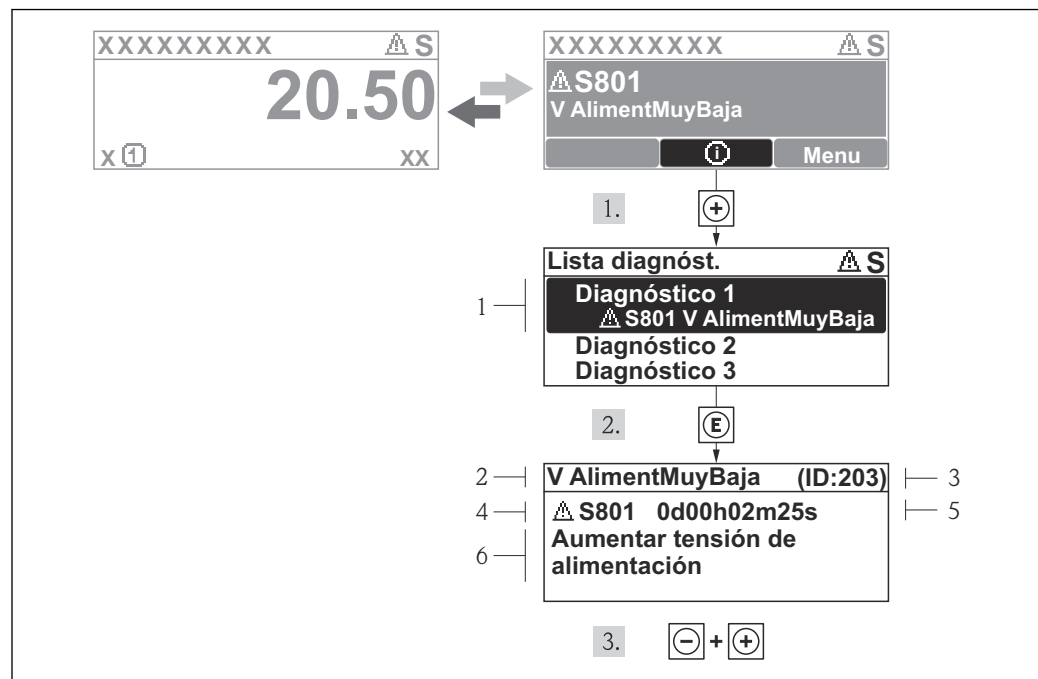 XXXXXXXXX ⚠ S
20.50
x ① xx
XXXXXXXXX ⚠ S
⚠ S801
V AlimentMuyBaja
ⓘ Menu
1. +
Lista diagnóst. ⚠ S
1
Diagnóstico 1
⚠ S801 V AlimentMuyBaja
Diagnóstico 2
Diagnóstico 3
2. E
2 V AlimentMuyBaja (ID:203) 3
4 ⚠ S801 0d00h02m25s 5
6 Aumentar tensión de
alimentación
3. - + +